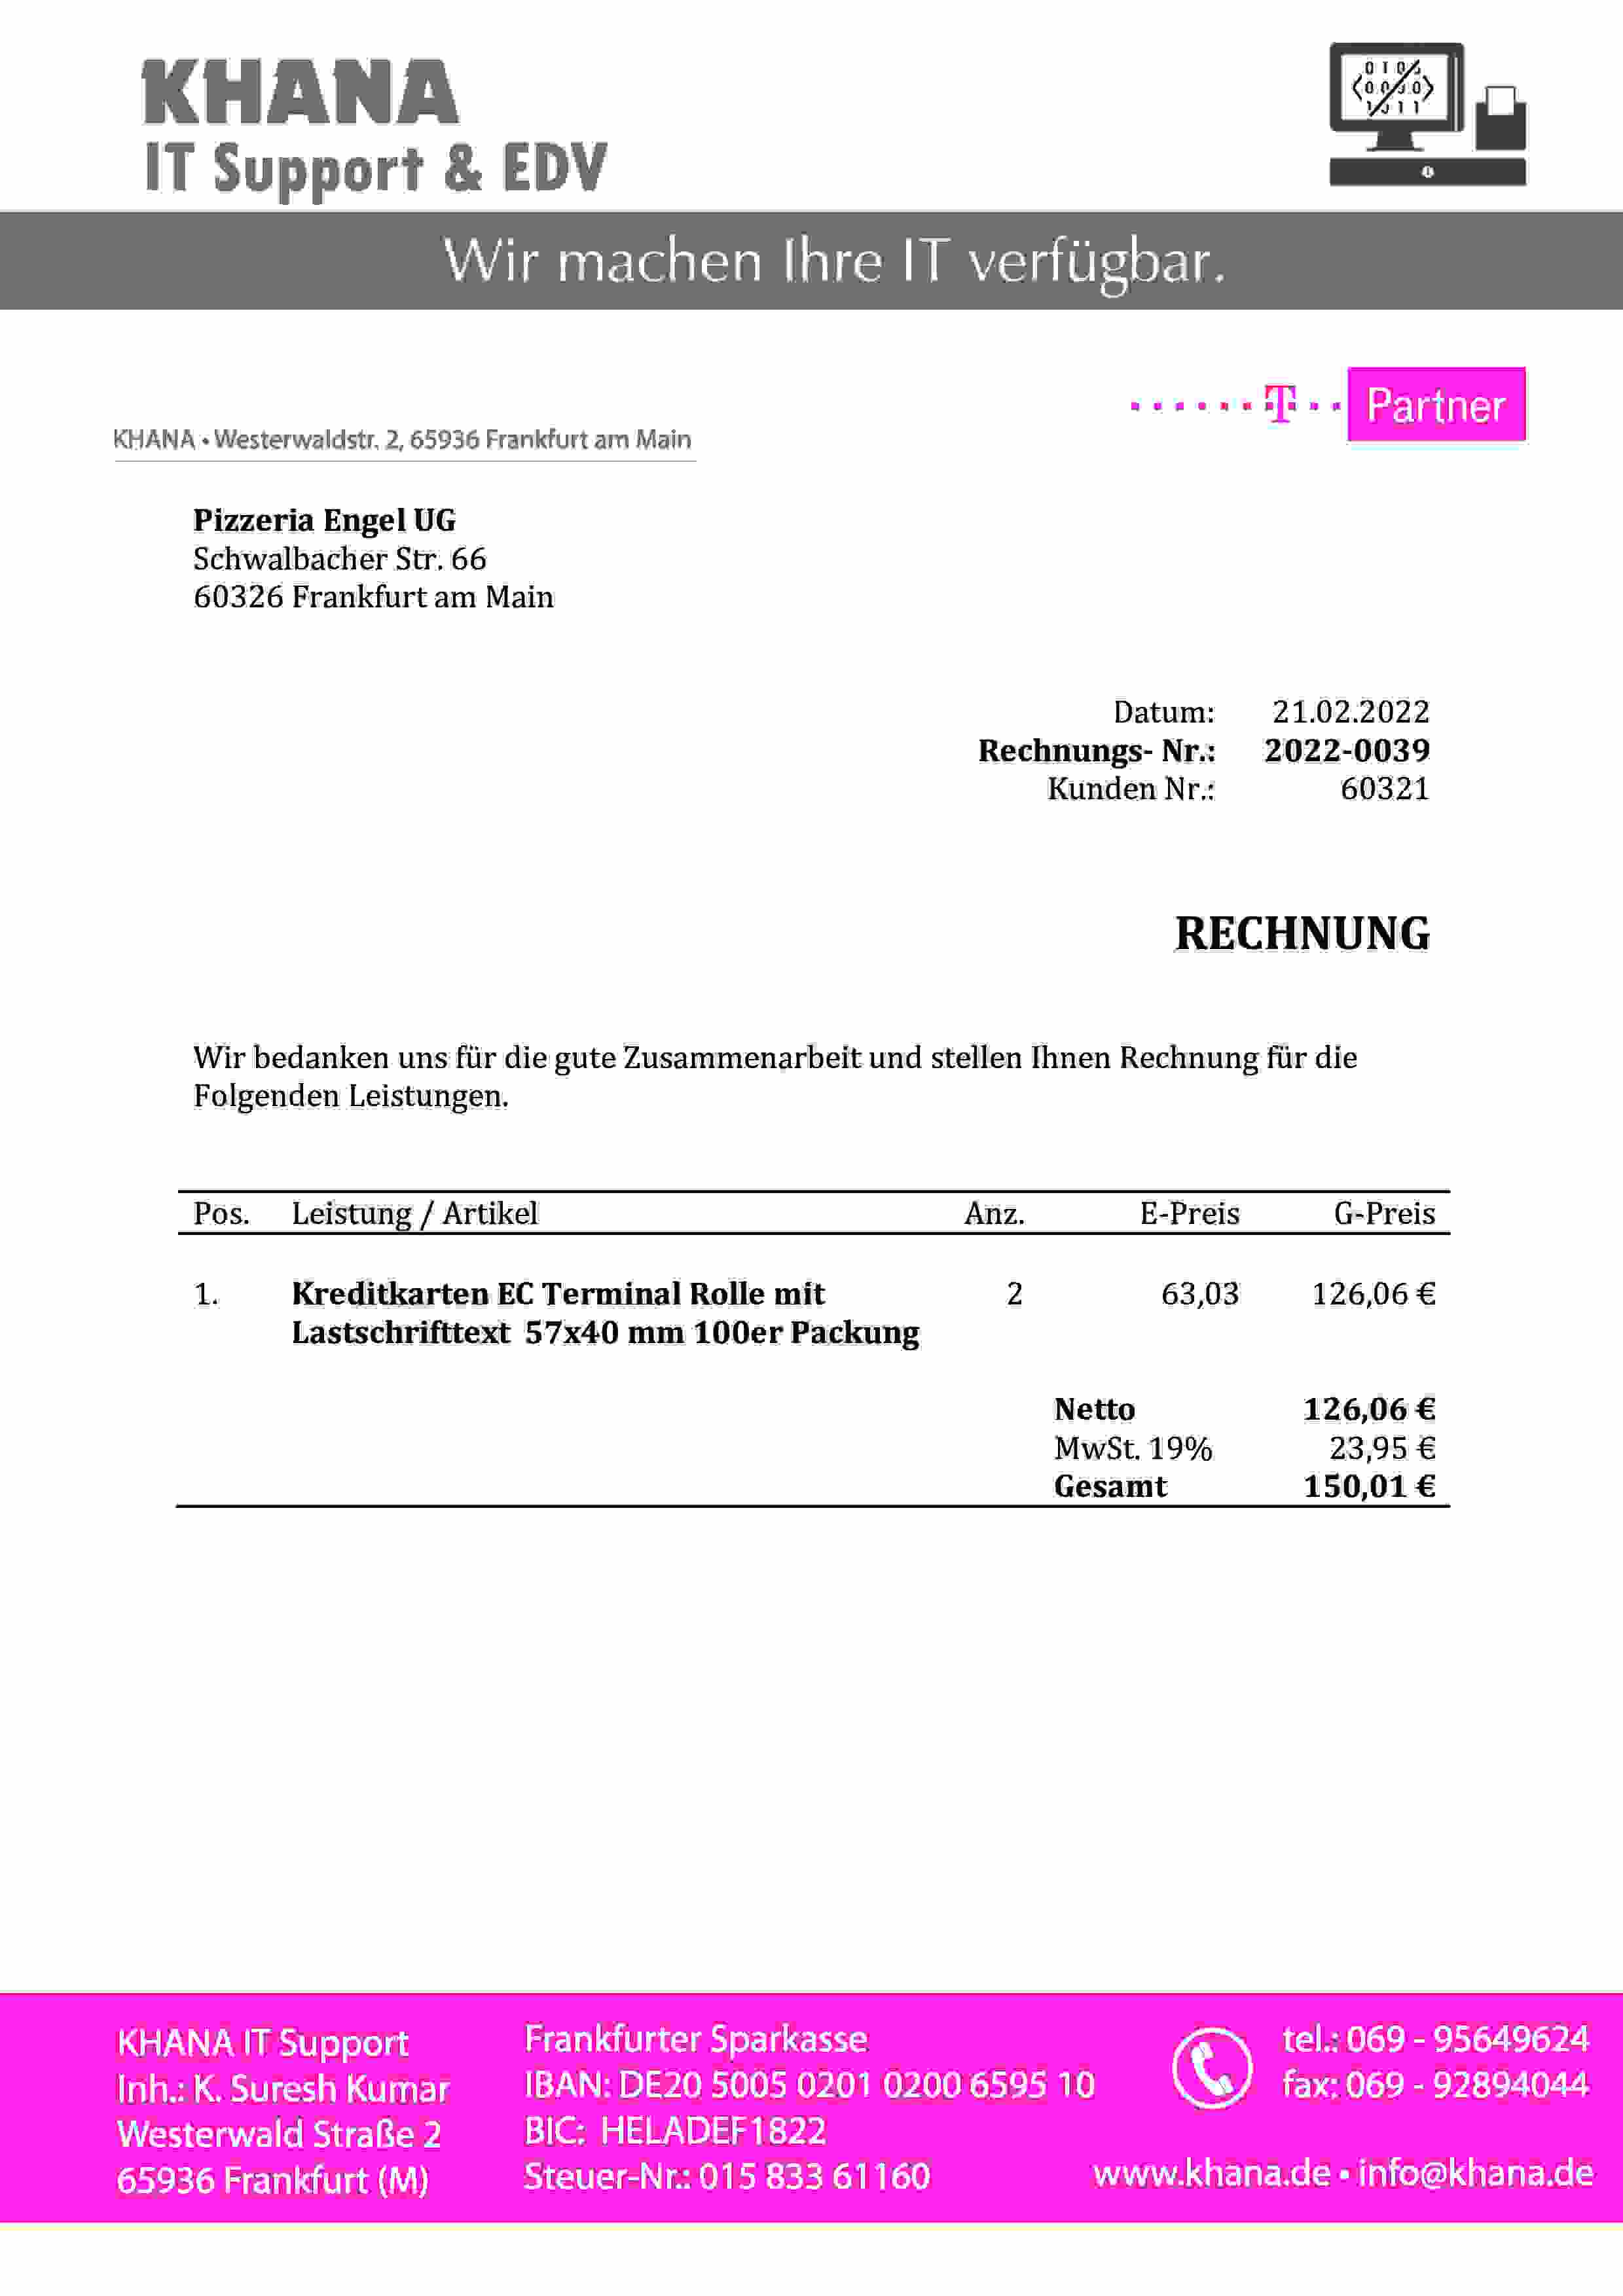 KHANA
IT Support & EDV
Wir machen Ihre IT verfügbar.
T Partner
KHANA • Westerwaldstr. 2, 65936 Frankfurt am Main
Pizzeria Engel UG
Schwalbacher Str. 66
60326 Frankfurt am Main
Datum: 21.02.2022
Rechnungs- Nr.: 2022-0039
Kunden Nr.: 60321
RECHNUNG
Wir bedanken uns für die gute Zusammenarbeit und stellen Ihnen Rechnung für die
Folgenden Leistungen.
Pos. Leistung / Artikel Anz. E-Preis G-Preis
1. Kreditkarten EC Terminal Rolle mit 2 63,03 126,06 €
Lastschrifttext 57x40 mm 100er Packung
Netto 126,06 €
MwSt. 19% 23,95 €
Gesamt 150,01 €
KHANA IT Support
Inh.: K. Suresh Kumar
Westerwald Straße 2
65936 Frankfurt (M)
Frankfurter Sparkasse
IBAN: DE20 5005 0201 0200 6595 10
BIC: HELADEF1822
Steuer-Nr.: 015 833 61160
tel.: 069 - 95649624
fax: 069 - 92894044
www.khana.de • info@khana.de